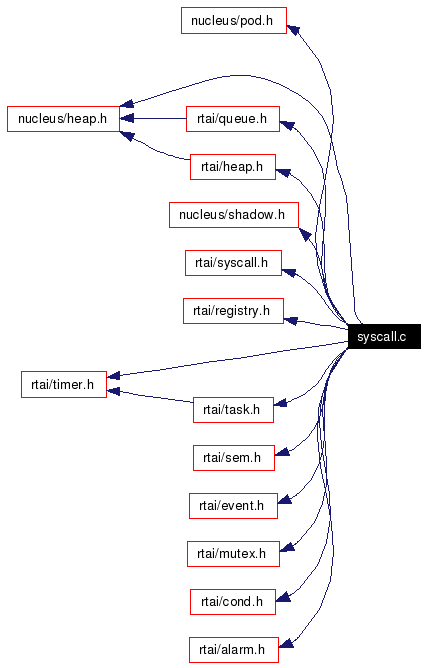 nucleus/pod.h
nucleus/heap.h
rtai/queue.h
rtai/heap.h
nucleus/shadow.h
rtai/syscall.h
rtai/registry.h
syscall.c
rtai/timer.h
rtai/task.h
rtai/sem.h
rtai/event.h
rtai/mutex.h
rtai/cond.h
rtai/alarm.h